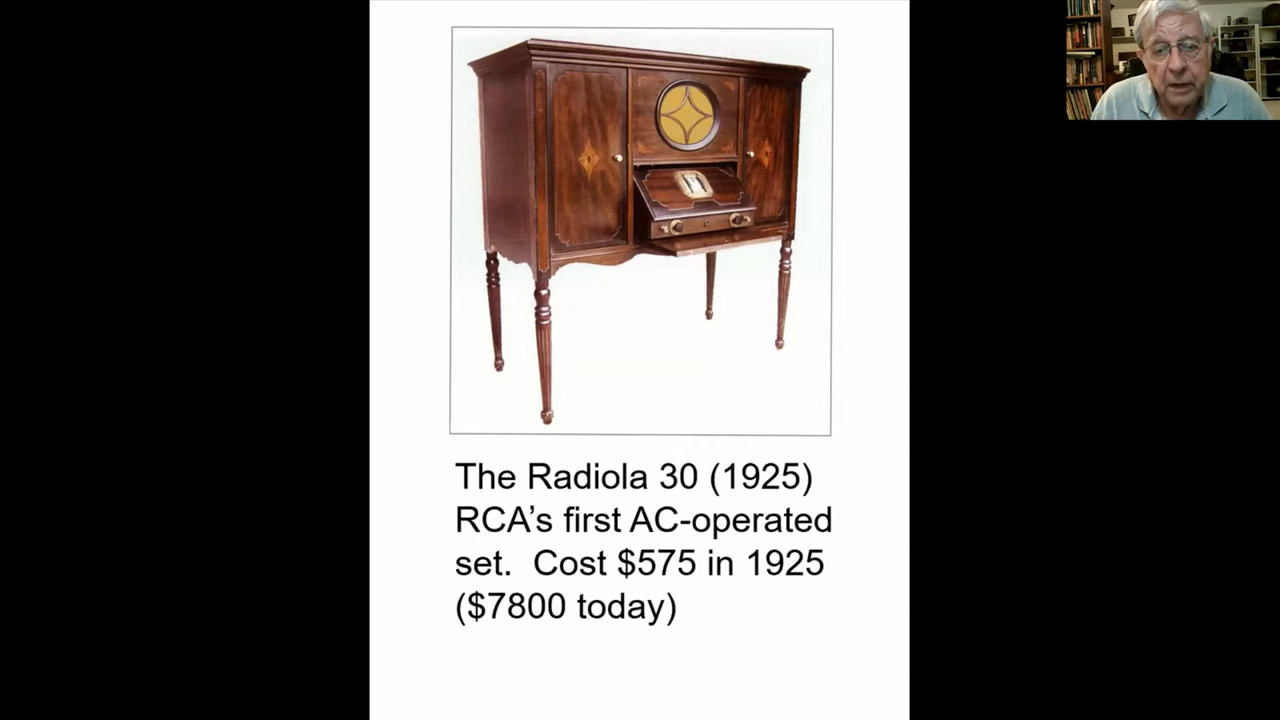 The Radiola 30 (1925)
RCA’s first AC-operated
set.  Cost $575 in 1925
($7800 today)